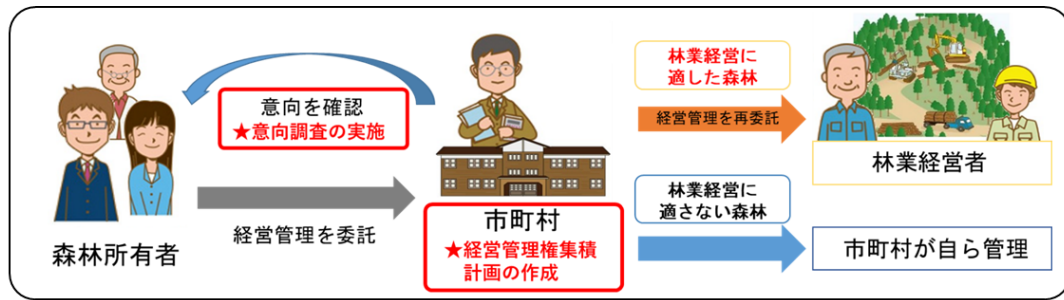 森林所有者
意向を確認
★意向調査の実施
経営管理を委託
市町村
★経営管理権集積
計画の作成
林業経営に
適した森林
経営管理を再委託
林業経営者
林業経営に
適さない森林
市町村が自ら管理